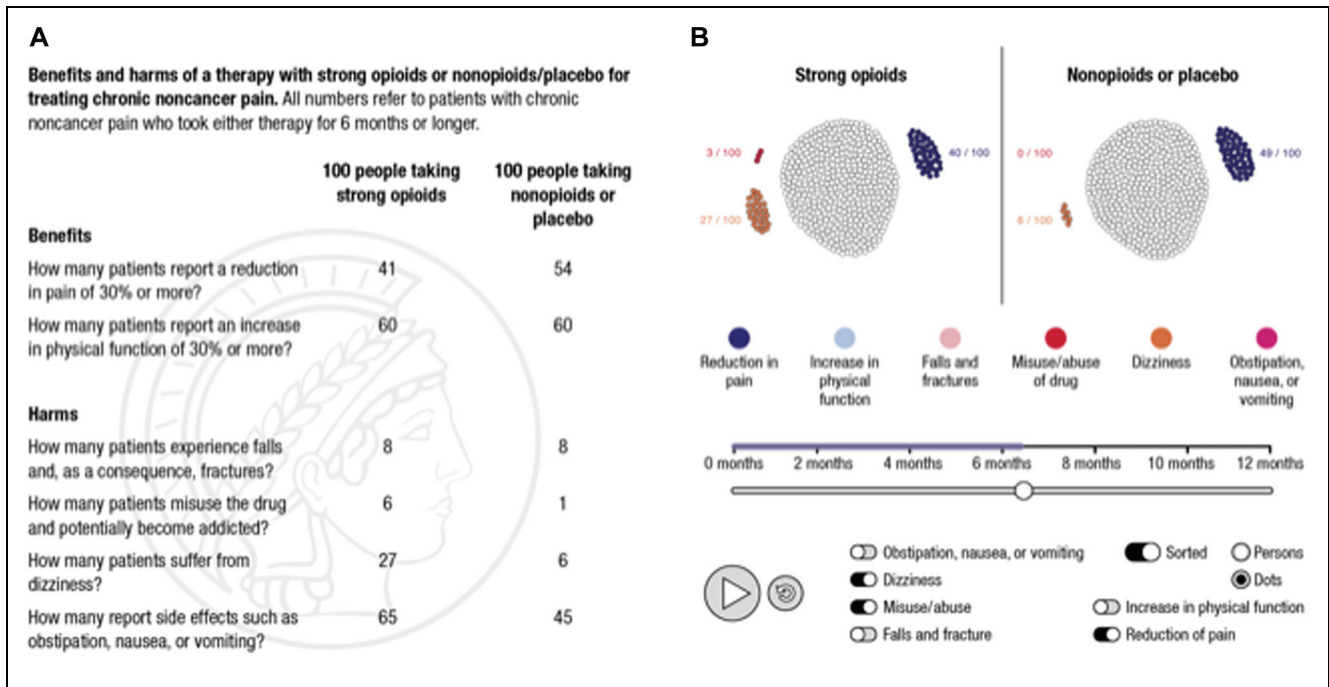 A
Benefits and harms of a therapy with strong opioids or nonopioids/placebo for
treating chronic noncancer pain. All numbers refer to patients with chronic
noncancer pain who took either therapy for 6 months or longer.
100 people taking
strong opioids
100 people taking
nonopioids or
placebo
Benefits
How many patients report a reduction
in pain of 30% or more?
41
54
How many patients report an increase
in physical function of 30% or more?
60
60
Harms
How many patients experience falls
and, as a consequence, fractures?
8
8
How many patients misuse the drug
and potentially become addicted?
6
1
How many patients suffer from
dizziness?
27
6
How many report side effects such as
obstipation, nausea, or vomiting?
65
45
B
Strong opioids
3 / 100
40 / 100
27 / 100
Nonopioids or placebo
0 / 100
49 / 100
6 / 100
Reduction in
pain
Increase in
physical
function
Falls and
fractures
Misuse/abuse
of drug
Dizziness
Obstipation,
nausea, or
vomiting
0 months
2 months
4 months
6 months
8 months
10 months
12 months
Obstipation, nausea, or vomiting
Dizziness
Misuse/abuse
Falls and fracture
Sorted
Persons
Dots
Increase in physical function
Reduction of pain